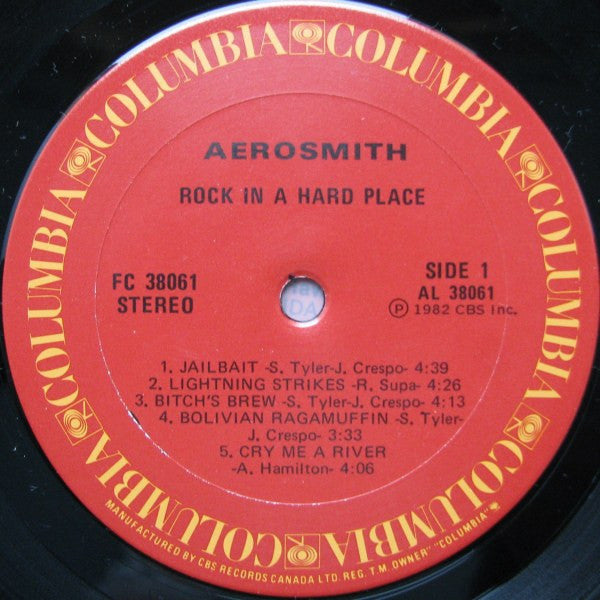 COLUMBIA COLUMBIA COLUMBIA COLUMBIA COLUMBIA COLUMBIA COLUMBIA COLUMBIA
AEROSMITH
ROCK IN A HARD PLACE
FC 38061
STEREO
SIDE 1
AL 38061
Ⓟ 1982 CBS Inc.
1. JAILBAIT -S. Tyler-J. Crespo- 4:39
2. LIGHTNING STRIKES -R. Supa- 4:26
3. BITCH'S BREW -S. Tyler-J. Crespo- 4:13
4. BOLIVIAN RAGAMUFFIN -S. Tyler-
J. Crespo- 3:33
5. CRY ME A RIVER
-A. Hamilton- 4:06
MANUFACTURED BY CBS RECORDS CANADA LTD. REG. T.M. OWNER "COLUMBIA"